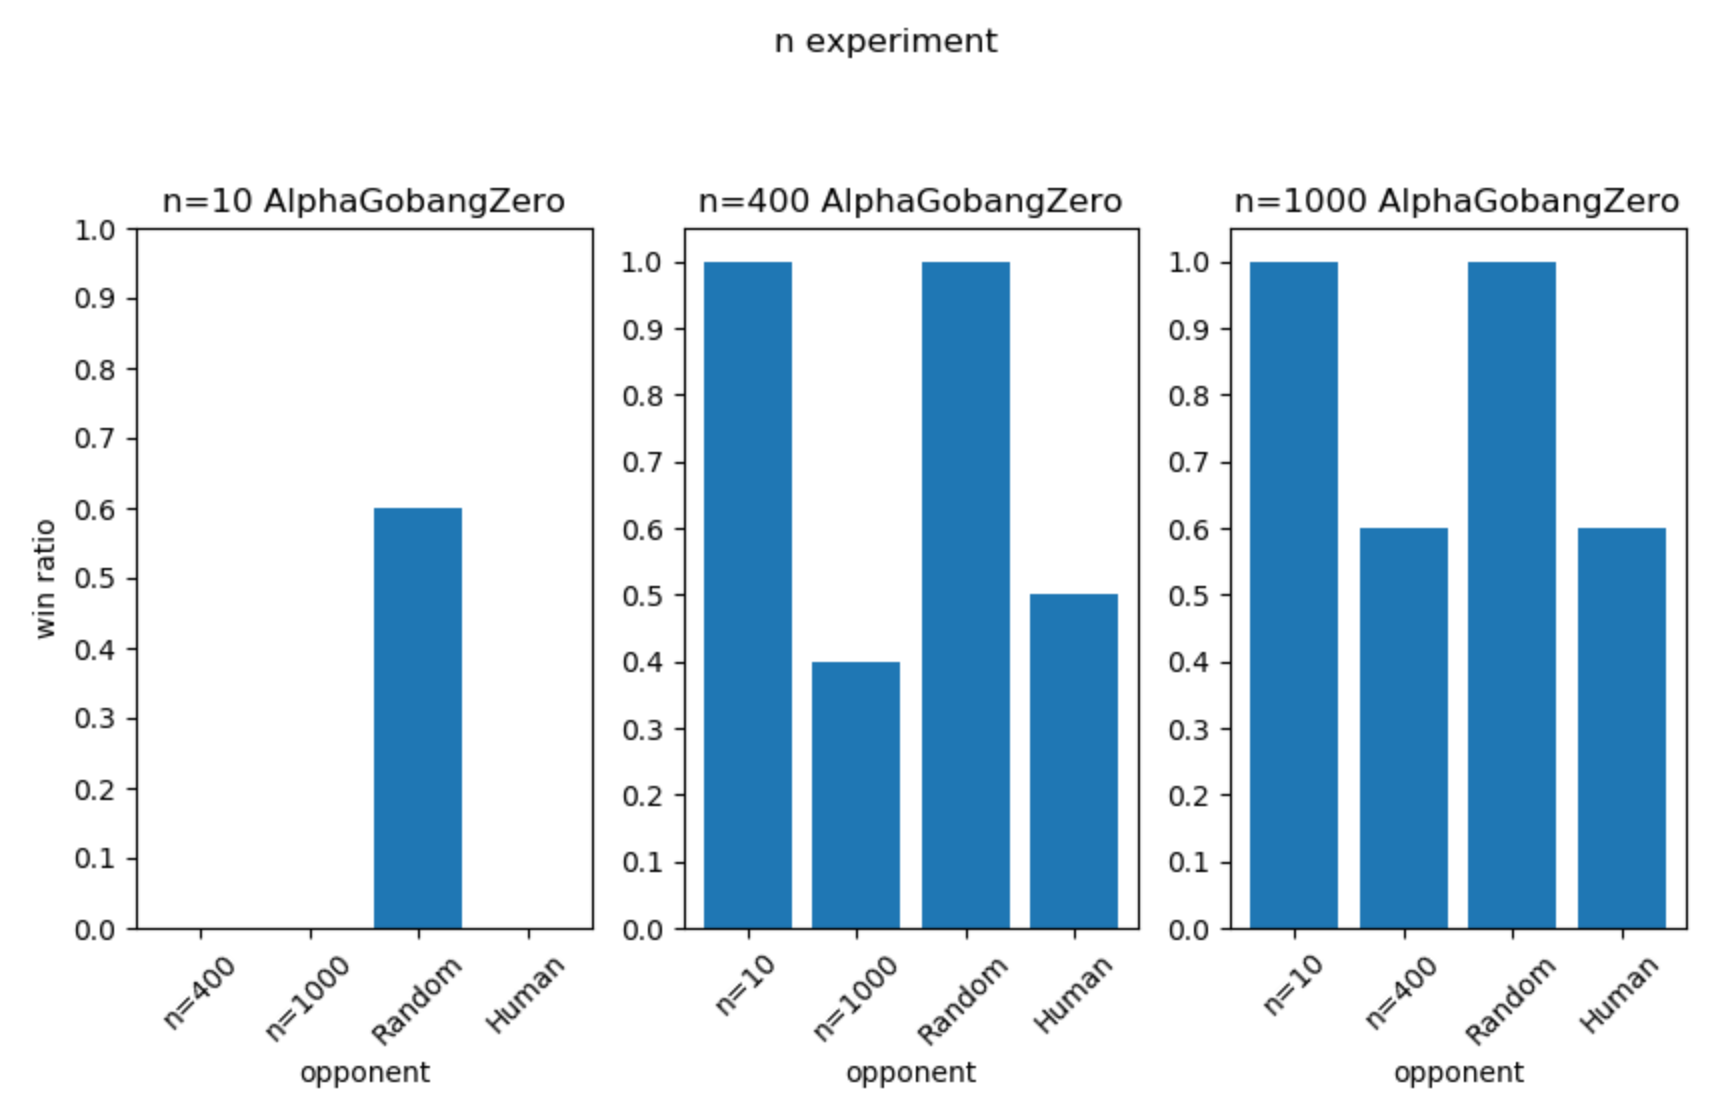 n experiment
n=10 AlphaGobangZero
1.0
0.9
0.8
0.7
0.6
0.5
0.4
0.3
0.2
0.1
0.0
win ratio
n=400
n=1000
Random
Human
opponent
n=400 AlphaGobangZero
1.0
0.9
0.8
0.7
0.6
0.5
0.4
0.3
0.2
0.1
0.0
n=10
n=1000
Random
Human
opponent
n=1000 AlphaGobangZero
1.0
0.9
0.8
0.7
0.6
0.5
0.4
0.3
0.2
0.1
0.0
n=10
n=400
Random
Human
opponent